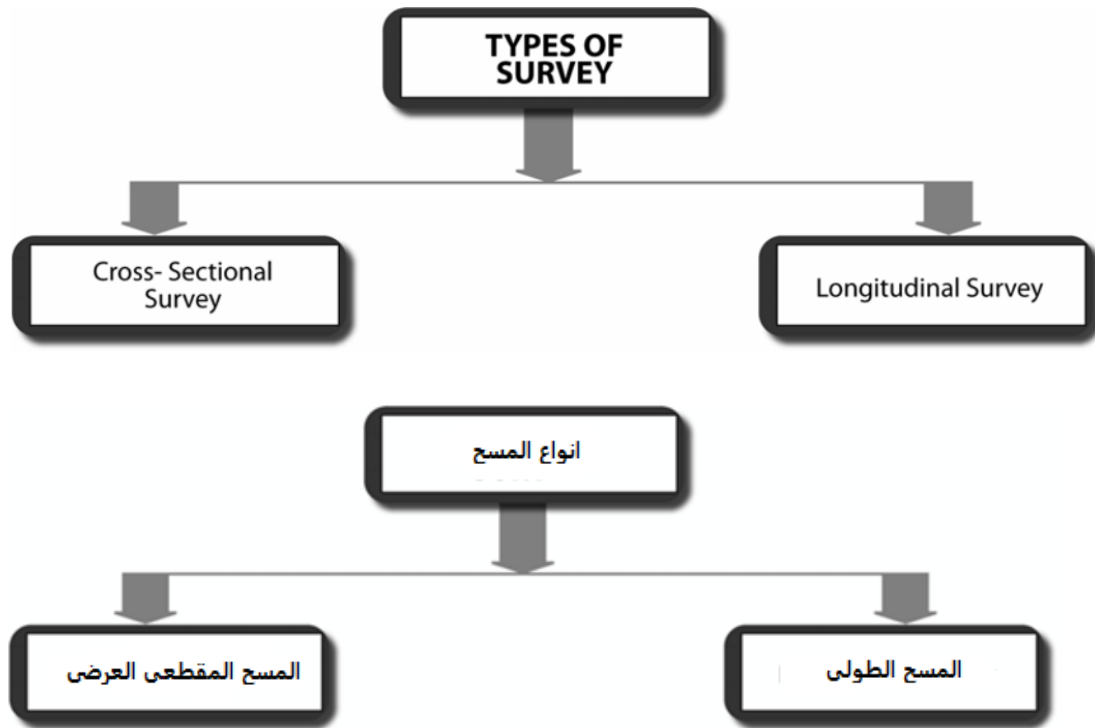 TYPES OF
SURVEY
Cross- Sectional
Survey
Longitudinal Survey
انواع المسح
المسح المقطعى العرضى
المسح الطولى